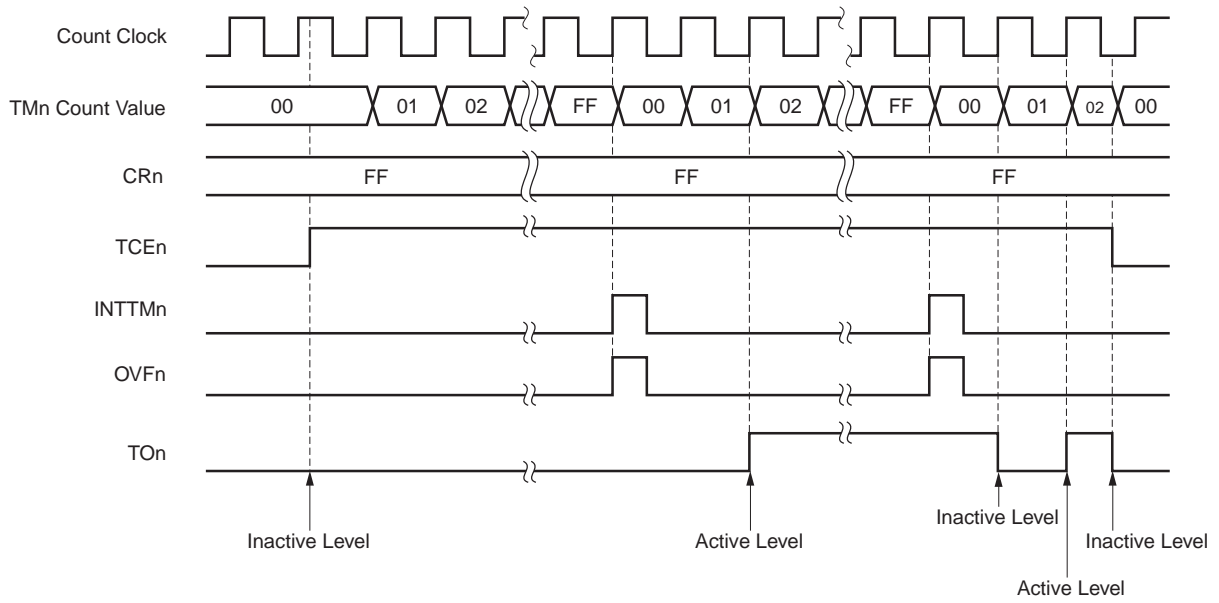 Count Clock
TMn Count Value
00 01 02 FF 00 01 02 FF 00 01 02 00
CRn
FF FF FF
TCEn
INTTMn
OVFn
TOn
Inactive Level
Active Level
Inactive Level
Active Level
Inactive Level